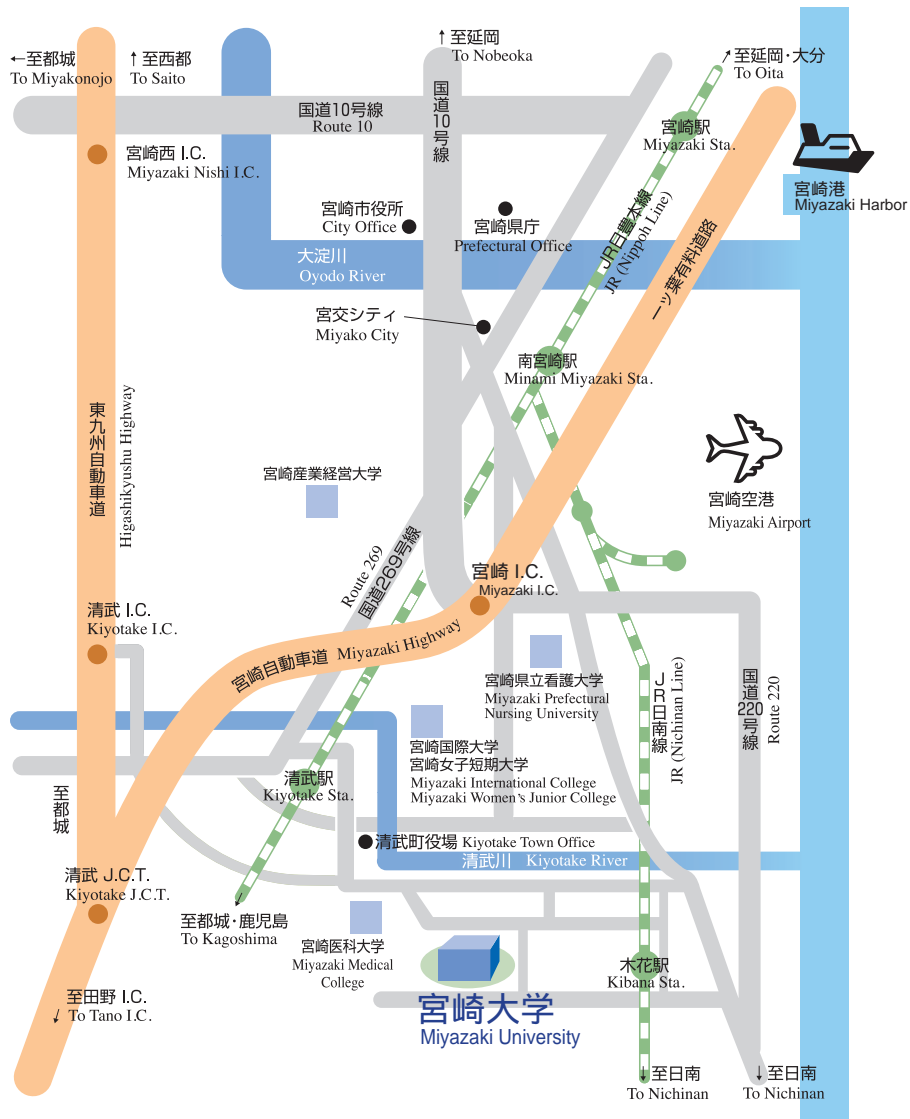 ←至都城
To Miyakonojo
↑至西都
To Saito
↑至延岡
To Nobeoka
↗至延岡・大分
To Oita
国道10号線
Route 10
国道10号線
宮崎駅
Miyazaki Sta.
宮崎西 I.C.
Miyazaki Nishi I.C.
宮崎港
Miyazaki Harbor
宮崎市役所
City Office
宮崎県庁
Prefectural Office
JR日豊本線
JR (Nippoh Line)
大淀川
Oyodo River
一ッ葉有料道路
宮交シティ
Miyako City
南宮崎駅
Minami Miyazaki Sta.
東九州自動車道
Higashikyushu Highway
宮崎産業経営大学
宮崎空港
Miyazaki Airport
Route 269
国道269号線
宮崎 I.C.
Miyazaki I.C.
清武 I.C.
Kiyotake I.C.
宮崎自動車道 Miyazaki Highway
宮崎県立看護大学
Miyazaki Prefectural
Nursing University
JR日南線
JR (Nichinan Line)
国道220号線
Route 220
宮崎国際大学
宮崎女子短期大学
Miyazaki International College
Miyazaki Women's Junior College
清武駅
Kiyotake Sta.
至都城
清武町役場 Kiyotake Town Office
清武川 Kiyotake River
清武 J.C.T.
Kiyotake J.C.T.
至都城・鹿児島
To Kagoshima
宮崎医科大学
Miyazaki Medical
College
木花駅
Kibana Sta.
至田野 I.C.
↙To Tano I.C.
宮崎大学
Miyazaki University
↓至日南
To Nichinan
↓至日南
To Nichinan